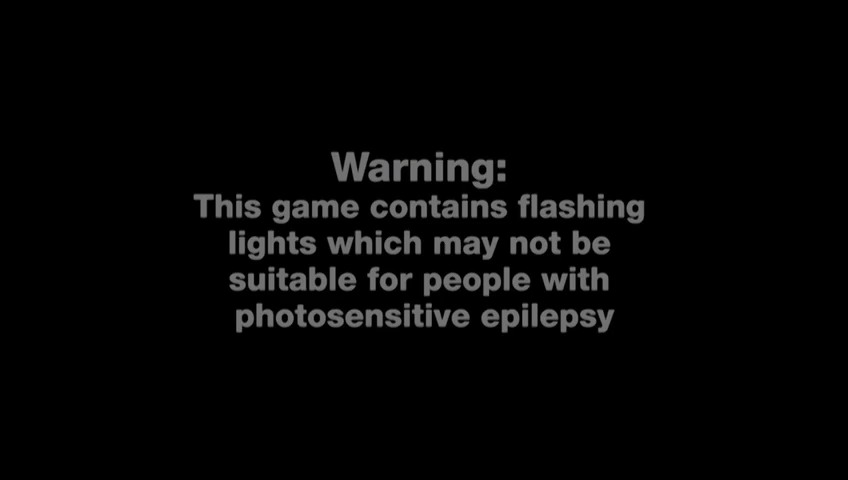 Warning:
This game contains flashing
lights which may not be
suitable for people with
photosensitive epilepsy